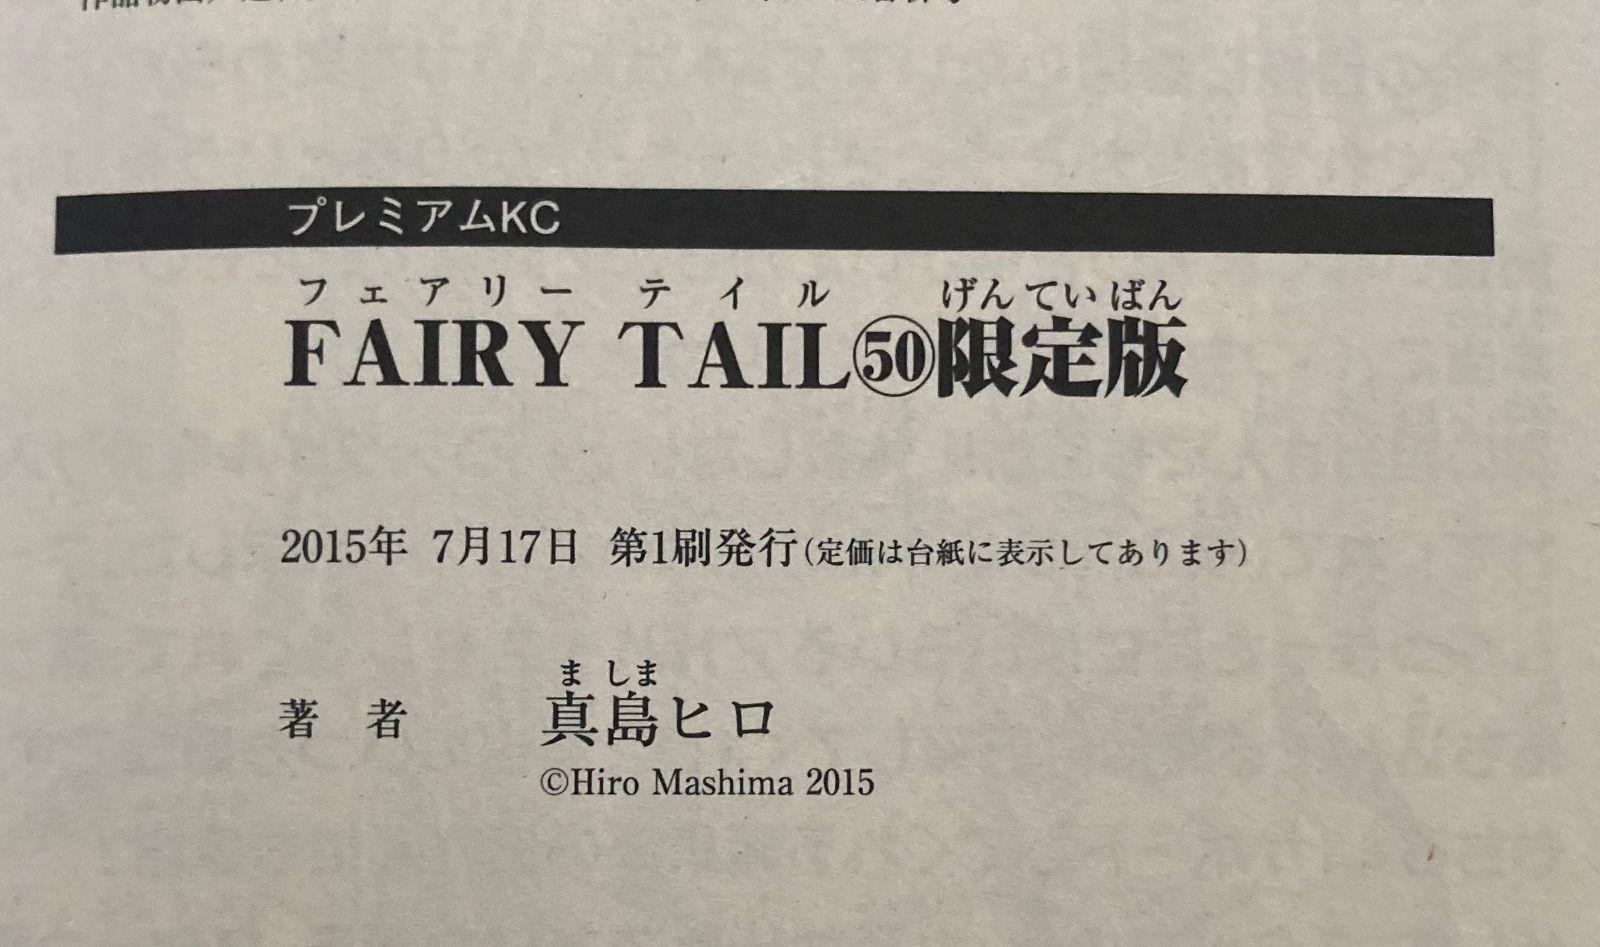 プレミアムKC
フェアリー テイル げんていばん
FAIRY TAIL㊿限定版
2015年 7月17日 第1刷発行(定価は台紙に表示してあります)
ま しま
著 者 真島ヒロ
©Hiro Mashima 2015